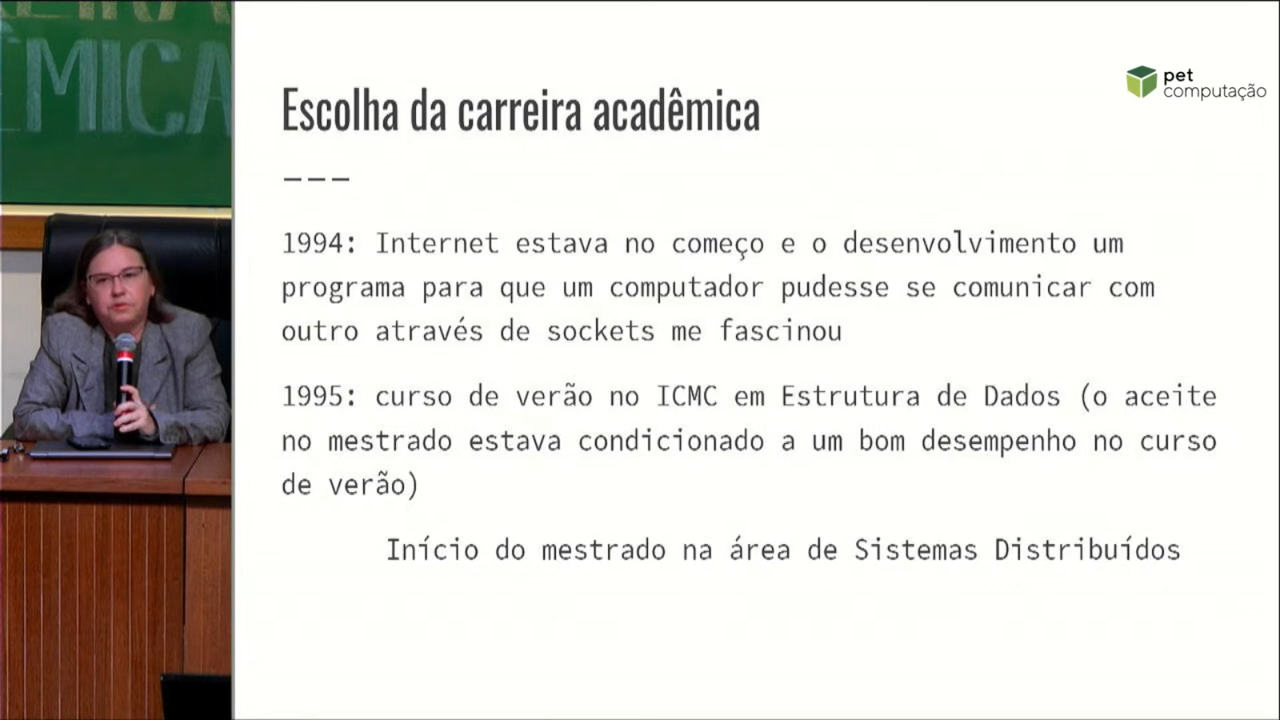 Escolha da carreira acadêmica
---
1994: Internet estava no começo e o desenvolvimento um
programa para que um computador pudesse se comunicar com
outro através de sockets me fascinou
1995: curso de verão no ICMC em Estrutura de Dados (o aceite
no mestrado estava condicionado a um bom desempenho no curso
de verão)
Início do mestrado na área de Sistemas Distribuídos
pet
computação